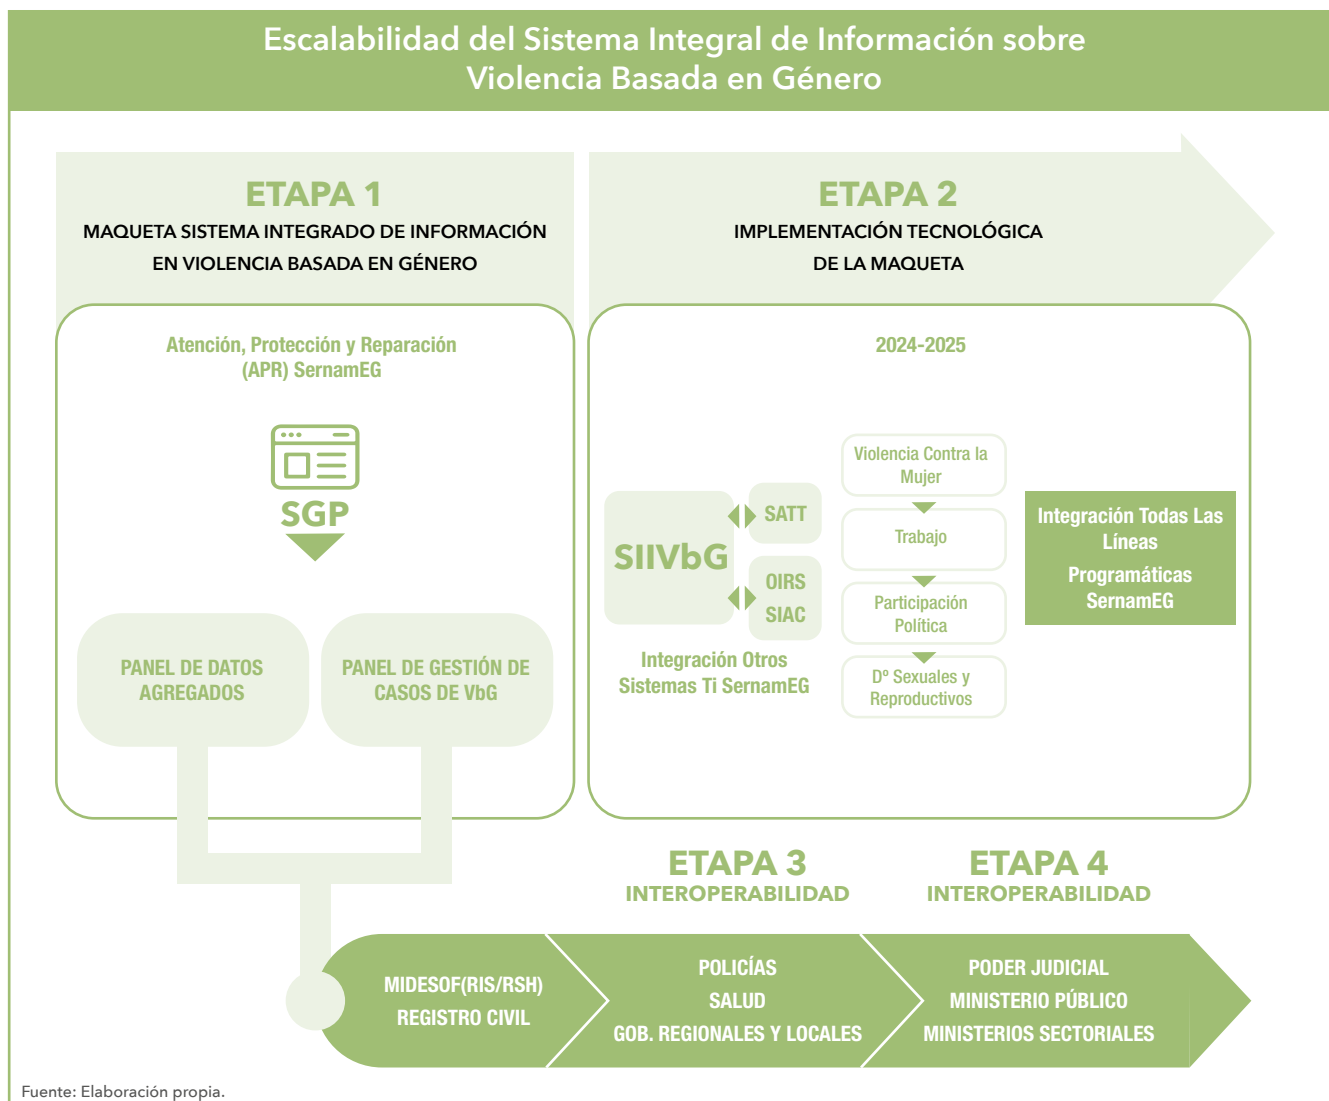 Escalabilidad del Sistema Integral de Información sobre
Violencia Basada en Género
ETAPA 1
MAQUETA SISTEMA INTEGRADO DE INFORMACIÓN
EN VIOLENCIA BASADA EN GÉNERO
Atención, Protección y Reparación
(APR) SernamEG
SGP
PANEL DE DATOS
AGREGADOS
PANEL DE GESTIÓN DE
CASOS DE VbG
ETAPA 2
IMPLEMENTACIÓN TECNOLÓGICA
DE LA MAQUETA
2024-2025
SIIVbG
SATT
OIRS
SIAC
Integración Otros
Sistemas Ti SernamEG
Violencia Contra la
Mujer
Trabajo
Participación
Política
Dº Sexuales y
Reproductivos
Integración Todas Las
Líneas
Programáticas
SernamEG
ETAPA 3
INTEROPERABILIDAD
ETAPA 4
INTEROPERABILIDAD
MIDESOF(RIS/RSH)
REGISTRO CIVIL
POLICÍAS
SALUD
GOB. REGIONALES Y LOCALES
PODER JUDICIAL
MINISTERIO PÚBLICO
MINISTERIOS SECTORIALES
Fuente: Elaboración propia.